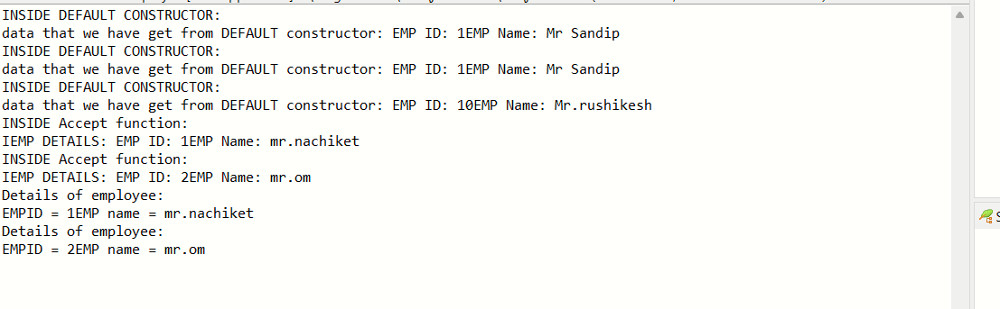 INSIDE DEFAULT CONSTRUCTOR:
data that we have get from DEFAULT constructor: EMP ID: 1EMP Name: Mr Sandip
INSIDE DEFAULT CONSTRUCTOR:
data that we have get from DEFAULT constructor: EMP ID: 1EMP Name: Mr Sandip
INSIDE DEFAULT CONSTRUCTOR:
data that we have get from DEFAULT constructor: EMP ID: 10EMP Name: Mr.rushikesh
INSIDE Accept function:
IEMP DETAILS: EMP ID: 1EMP Name: mr.nachiket
INSIDE Accept function:
IEMP DETAILS: EMP ID: 2EMP Name: mr.om
Details of employee:
EMPID = 1EMP name = mr.nachiket
Details of employee:
EMPID = 2EMP name = mr.om